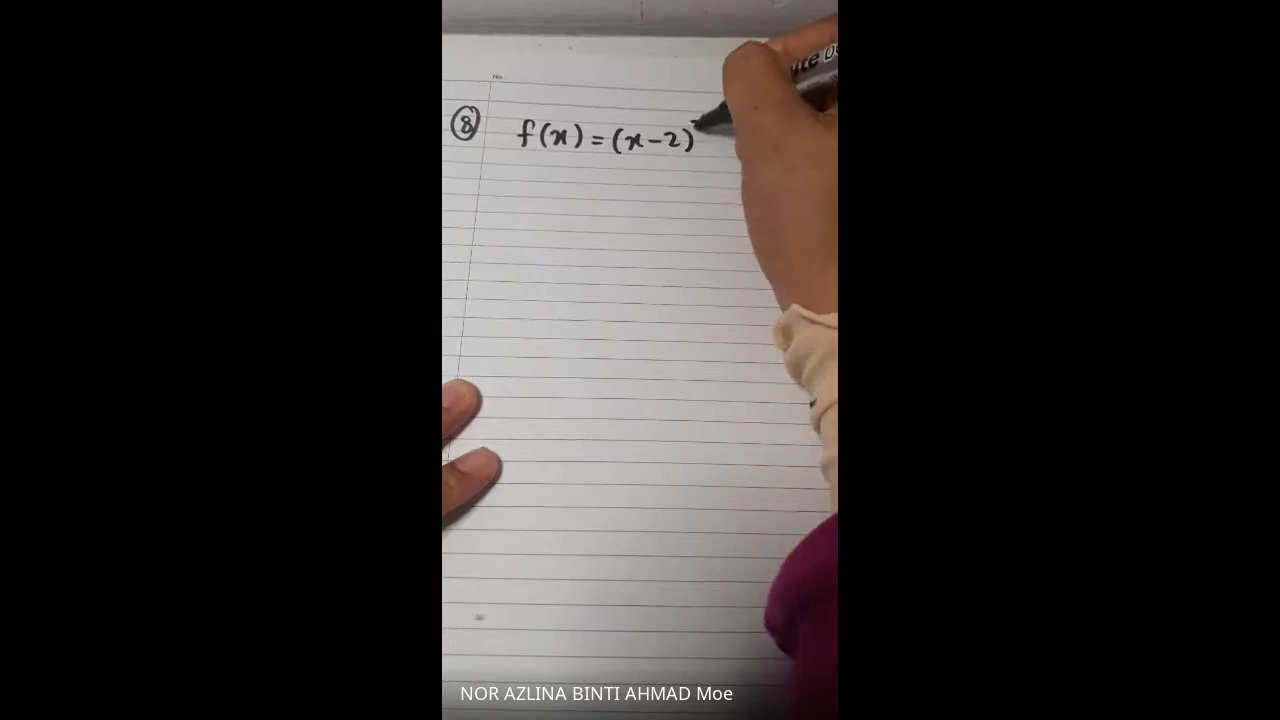 No.
8 f(x) = (x-2)
NOR AZLINA BINTI AHMAD Moe